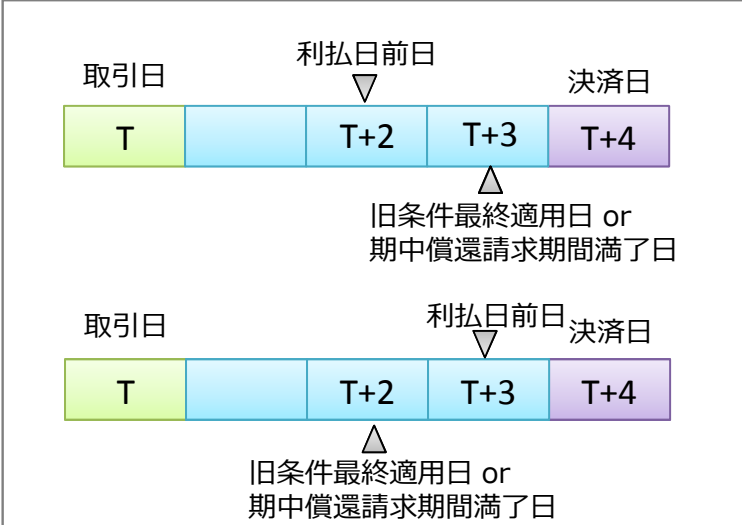 利払日前日
取引日
決済日
T
T+2
T+3
T+4
旧条件最終適用日 or
期中償還請求期間満了日
利払日前日
取引日
決済日
T
T+2
T+3
T+4
旧条件最終適用日 or
期中償還請求期間満了日